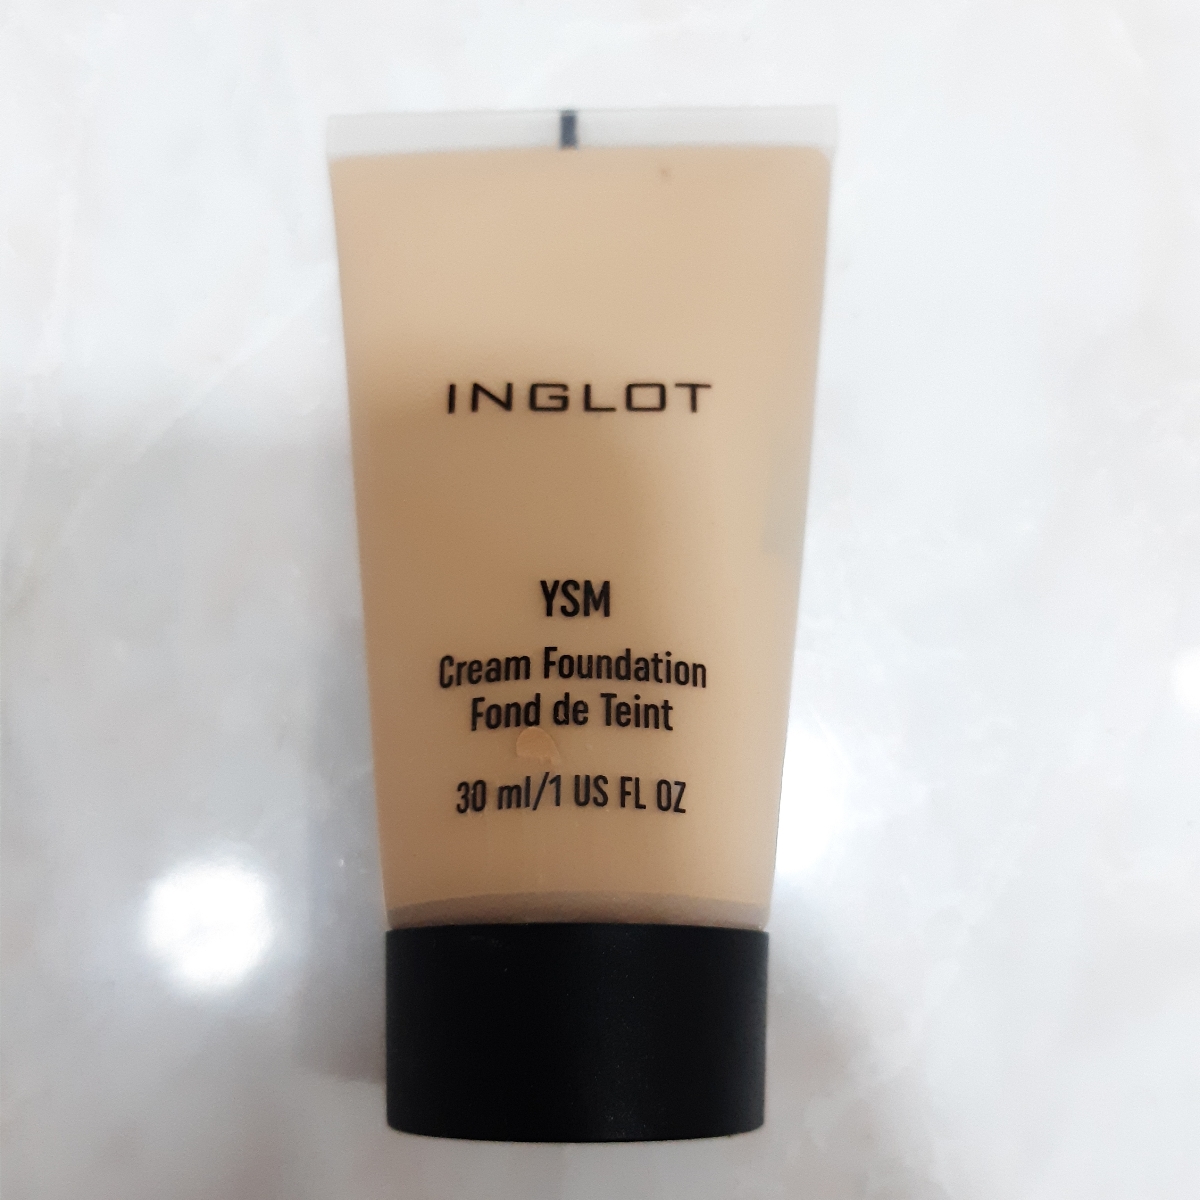 INGLOT
YSM
Cream Foundation
Fond de Teint
30 ml/1 US FL OZ